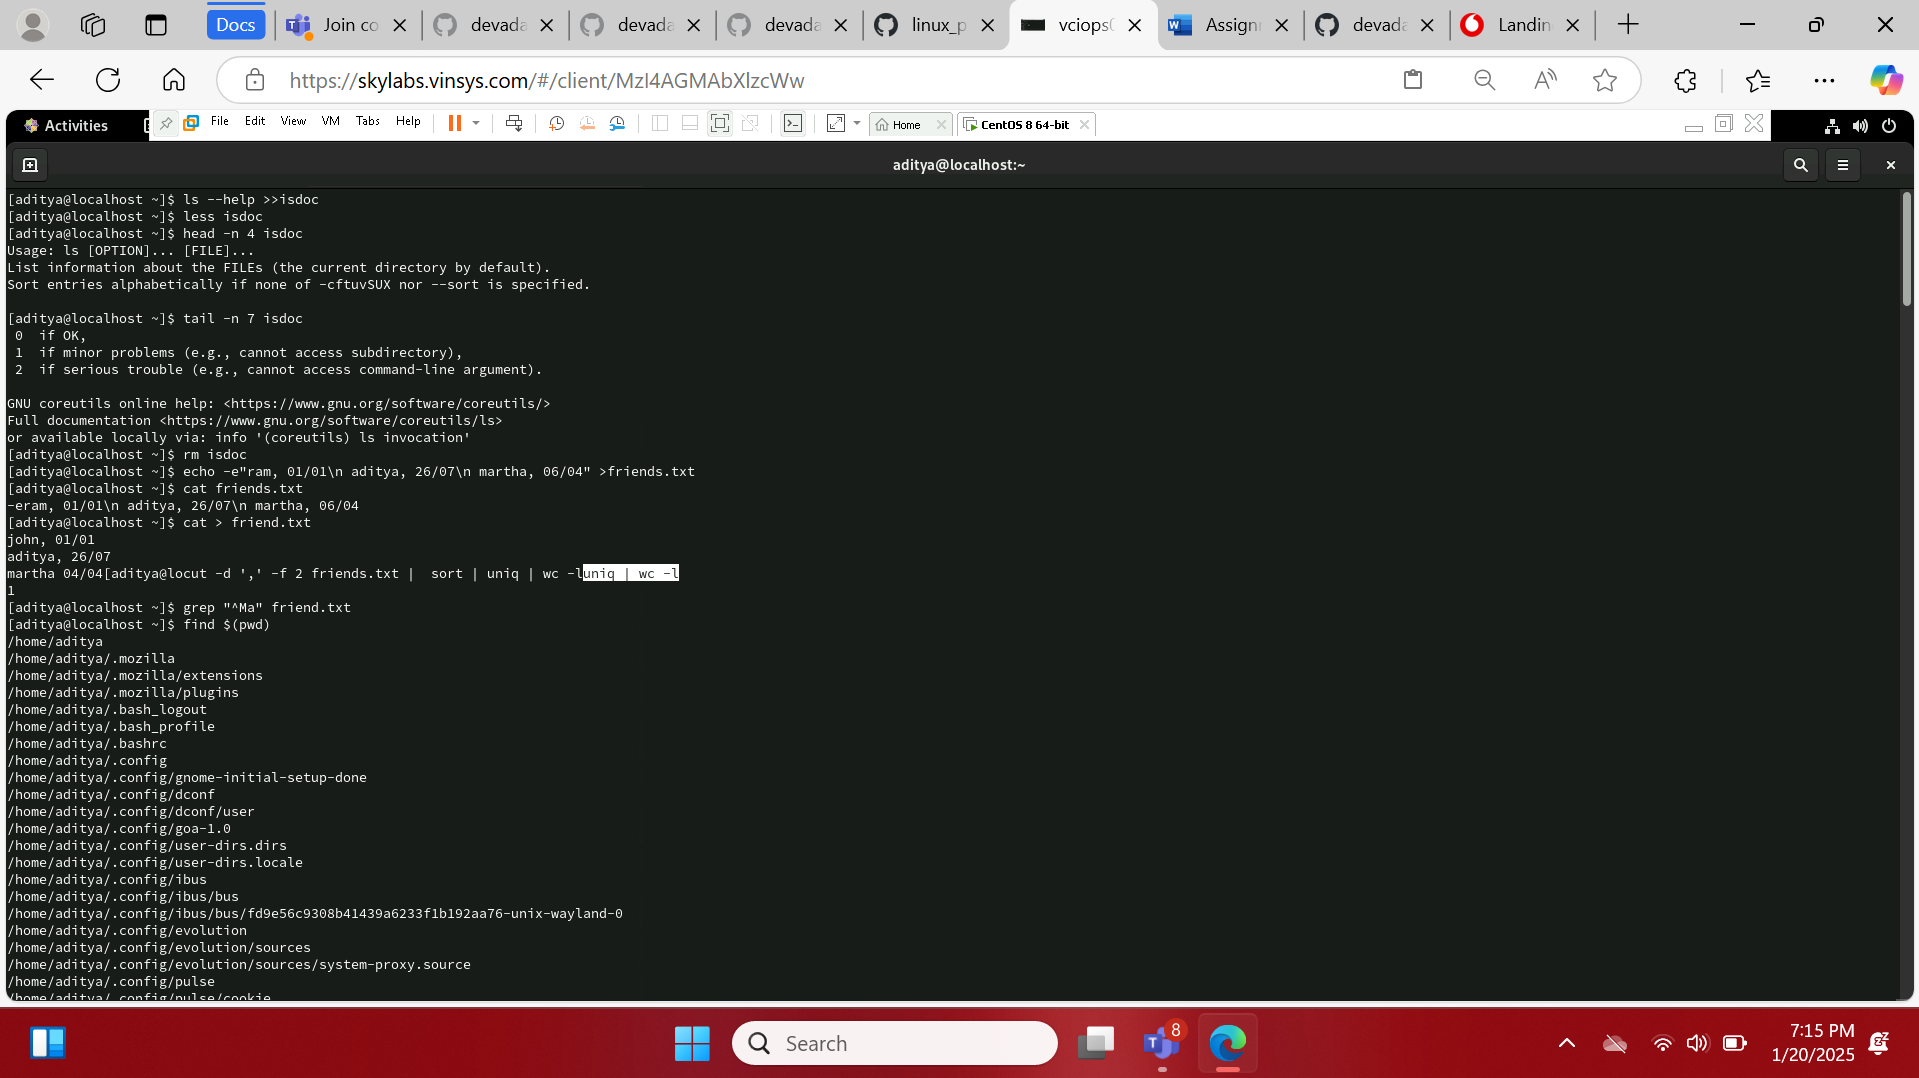 Docs
Join co
devada
devada
devada
linux_p
vciops
Assign
devada
Landin
https://skylabs.vinsys.com/#/client/MzI4AGMAbXlzcWw
Activities
File Edit View VM Tabs Help
Home
CentOS 8 64-bit
aditya@localhost:~
[aditya@localhost ~]$ ls --help >>isdoc
[aditya@localhost ~]$ less isdoc
[aditya@localhost ~]$ head -n 4 isdoc
Usage: ls [OPTION]... [FILE]...
List information about the FILEs (the current directory by default).
Sort entries alphabetically if none of -cftuvSUX nor --sort is specified.
[aditya@localhost ~]$ tail -n 7 isdoc
0  if OK,
1  if minor problems (e.g., cannot access subdirectory),
2  if serious trouble (e.g., cannot access command-line argument).
GNU coreutils online help: <https://www.gnu.org/software/coreutils/>
Full documentation <https://www.gnu.org/software/coreutils/ls>
or available locally via: info '(coreutils) ls invocation'
[aditya@localhost ~]$ rm isdoc
[aditya@localhost ~]$ echo -e"ram, 01/01\n aditya, 26/07\n martha, 06/04" >friends.txt
[aditya@localhost ~]$ cat friends.txt
-eram, 01/01\n aditya, 26/07\n martha, 06/04
[aditya@localhost ~]$ cat > friend.txt
john, 01/01
aditya, 26/07
martha 04/04[aditya@locut -d ',' -f 2 friends.txt |  sort | uniq | wc -luniq | wc -l
1
[aditya@localhost ~]$ grep "^Ma" friend.txt
[aditya@localhost ~]$ find $(pwd)
/home/aditya
/home/aditya/.mozilla
/home/aditya/.mozilla/extensions
/home/aditya/.mozilla/plugins
/home/aditya/.bash_logout
/home/aditya/.bash_profile
/home/aditya/.bashrc
/home/aditya/.config
/home/aditya/.config/gnome-initial-setup-done
/home/aditya/.config/dconf
/home/aditya/.config/dconf/user
/home/aditya/.config/goa-1.0
/home/aditya/.config/user-dirs.dirs
/home/aditya/.config/user-dirs.locale
/home/aditya/.config/ibus
/home/aditya/.config/ibus/bus
/home/aditya/.config/ibus/bus/fd9e56c9308b41439a6233f1b192aa76-unix-wayland-0
/home/aditya/.config/evolution
/home/aditya/.config/evolution/sources
/home/aditya/.config/evolution/sources/system-proxy.source
/home/aditya/.config/pulse
/home/aditya/.config/pulse/cookie
Search
8
7:15 PM
1/20/2025